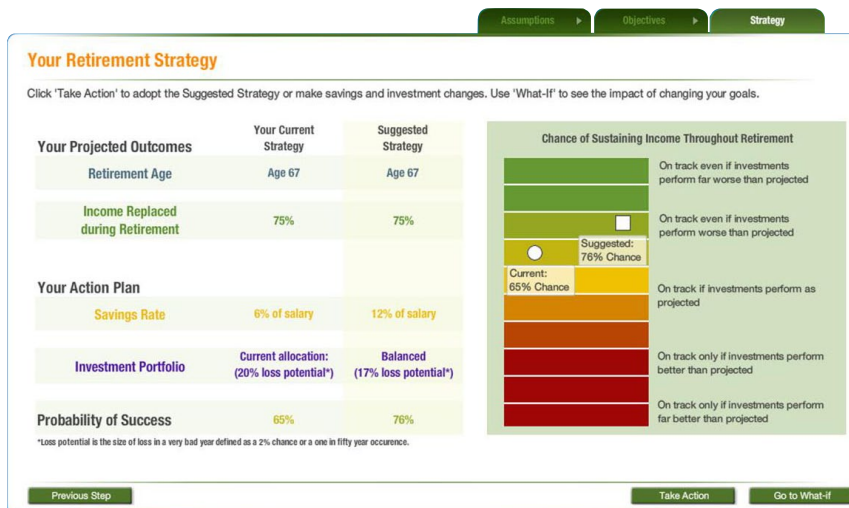 Assumptions
Objectives
Strategy
Your Retirement Strategy
Click 'Take Action' to adopt the Suggested Strategy or make savings and investment changes. Use 'What-If' to see the impact of changing your goals.
Your Projected Outcomes
Your Current
Strategy
Suggested
Strategy
Retirement Age
Age 67
Age 67
Income Replaced
during Retirement
75%
75%
Your Action Plan
Savings Rate
6% of salary
12% of salary
Investment Portfolio
Current allocation:
(20% loss potential*)
Balanced
(17% loss potential*)
Probability of Success
65%
76%
*Loss potential is the size of loss in a very bad year defined as a 2% chance or a one in fifty year occurence.
Chance of Sustaining Income Throughout Retirement
On track even if investments
perform far worse than projected
On track even if investments
perform worse than projected
Suggested:
76% Chance
Current:
65% Chance
On track if investments perform as
projected
On track only if investments perform
better than projected
On track only if investments perform
far better than projected
Previous Step
Take Action
Go to What-if